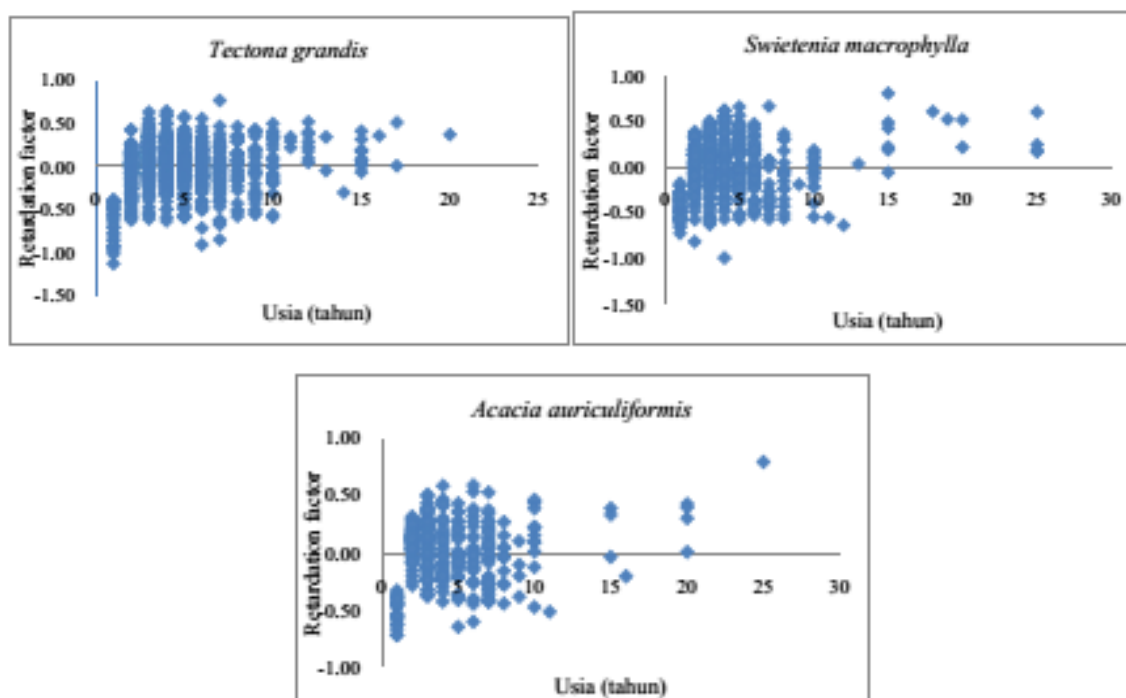 Tectona grandis
Retardation factor
1.00
0.50
0.00
-0.50
-1.00
-1.50
0 5 10 15 20 25
Usia (tahun)
Swietenia macrophylla
Retardation factor
1.00
0.50
0.00
-0.50
-1.00
-1.50
0 5 10 15 20 25 30
Usia (tahun)
Acacia auriculiformis
Retardation factor
1.00
0.50
0.00
-0.50
-1.00
0 5 10 15 20 25 30
Usia (tahun)